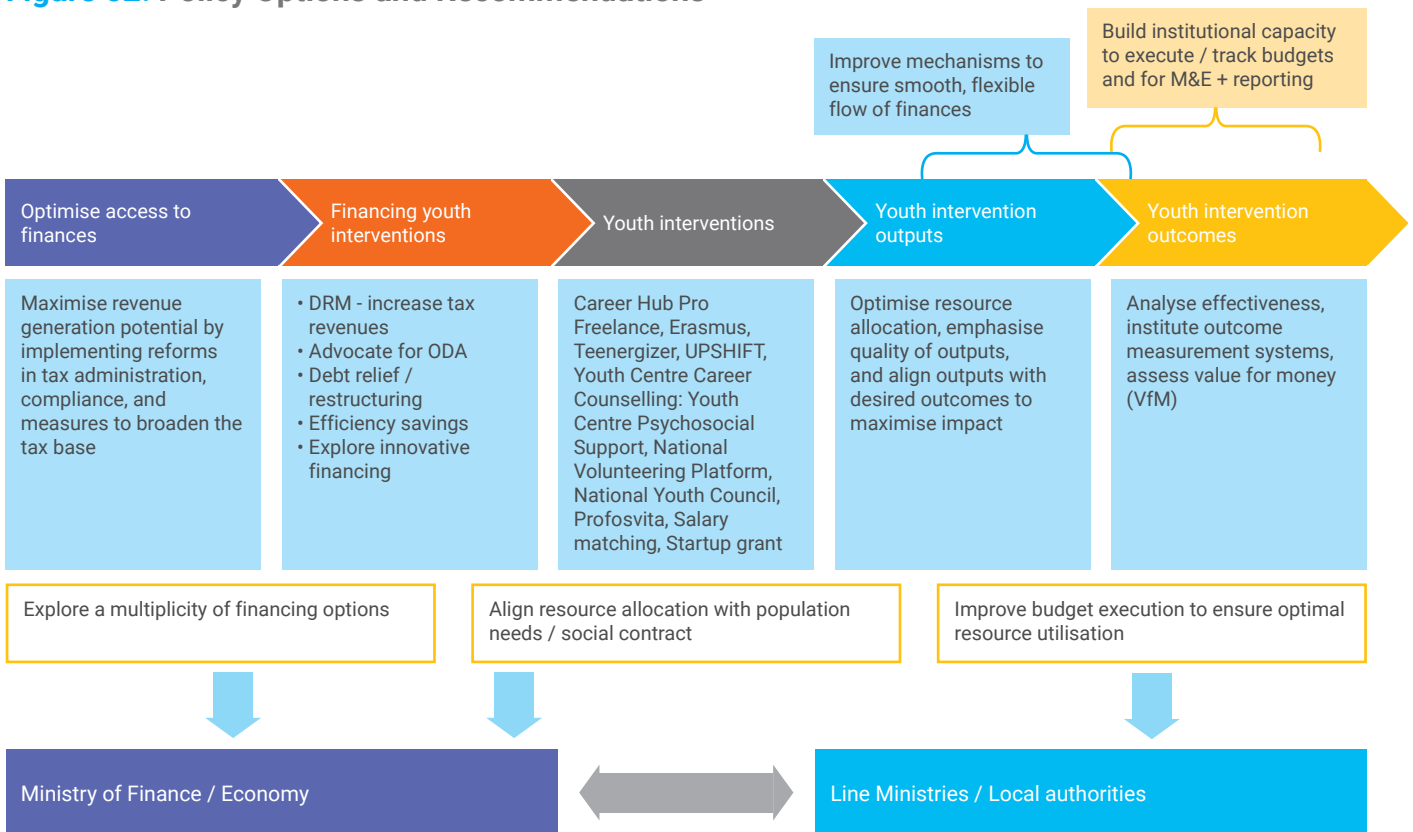 Policy Options and Recommendations
Build institutional capacity
to execute / track budgets
and for M&E + reporting
Improve mechanisms to
ensure smooth, flexible
flow of finances
Optimise access to
finances
Financing youth
interventions
Youth interventions
Youth intervention
outputs
Youth intervention
outcomes
Maximise revenue
generation potential by
implementing reforms
in tax administration,
compliance, and
measures to broaden the
tax base
• DRM - increase tax
revenues
• Advocate for ODA
• Debt relief /
restructuring
• Efficiency savings
• Explore innovative
financing
Career Hub Pro
Freelance, Erasmus,
Teenergizer, UPSHIFT,
Youth Centre Career
Counselling: Youth
Centre Psychosocial
Support, National
Volunteering Platform,
National Youth Council,
Profosvita, Salary
matching, Startup grant
Optimise resource
allocation, emphasise
quality of outputs,
and align outputs with
desired outcomes to
maximise impact
Analyse effectiveness,
institute outcome
measurement systems,
assess value for money
(VfM)
Explore a multiplicity of financing options
Align resource allocation with population
needs / social contract
Improve budget execution to ensure optimal
resource utilisation
Ministry of Finance / Economy
Line Ministries / Local authorities